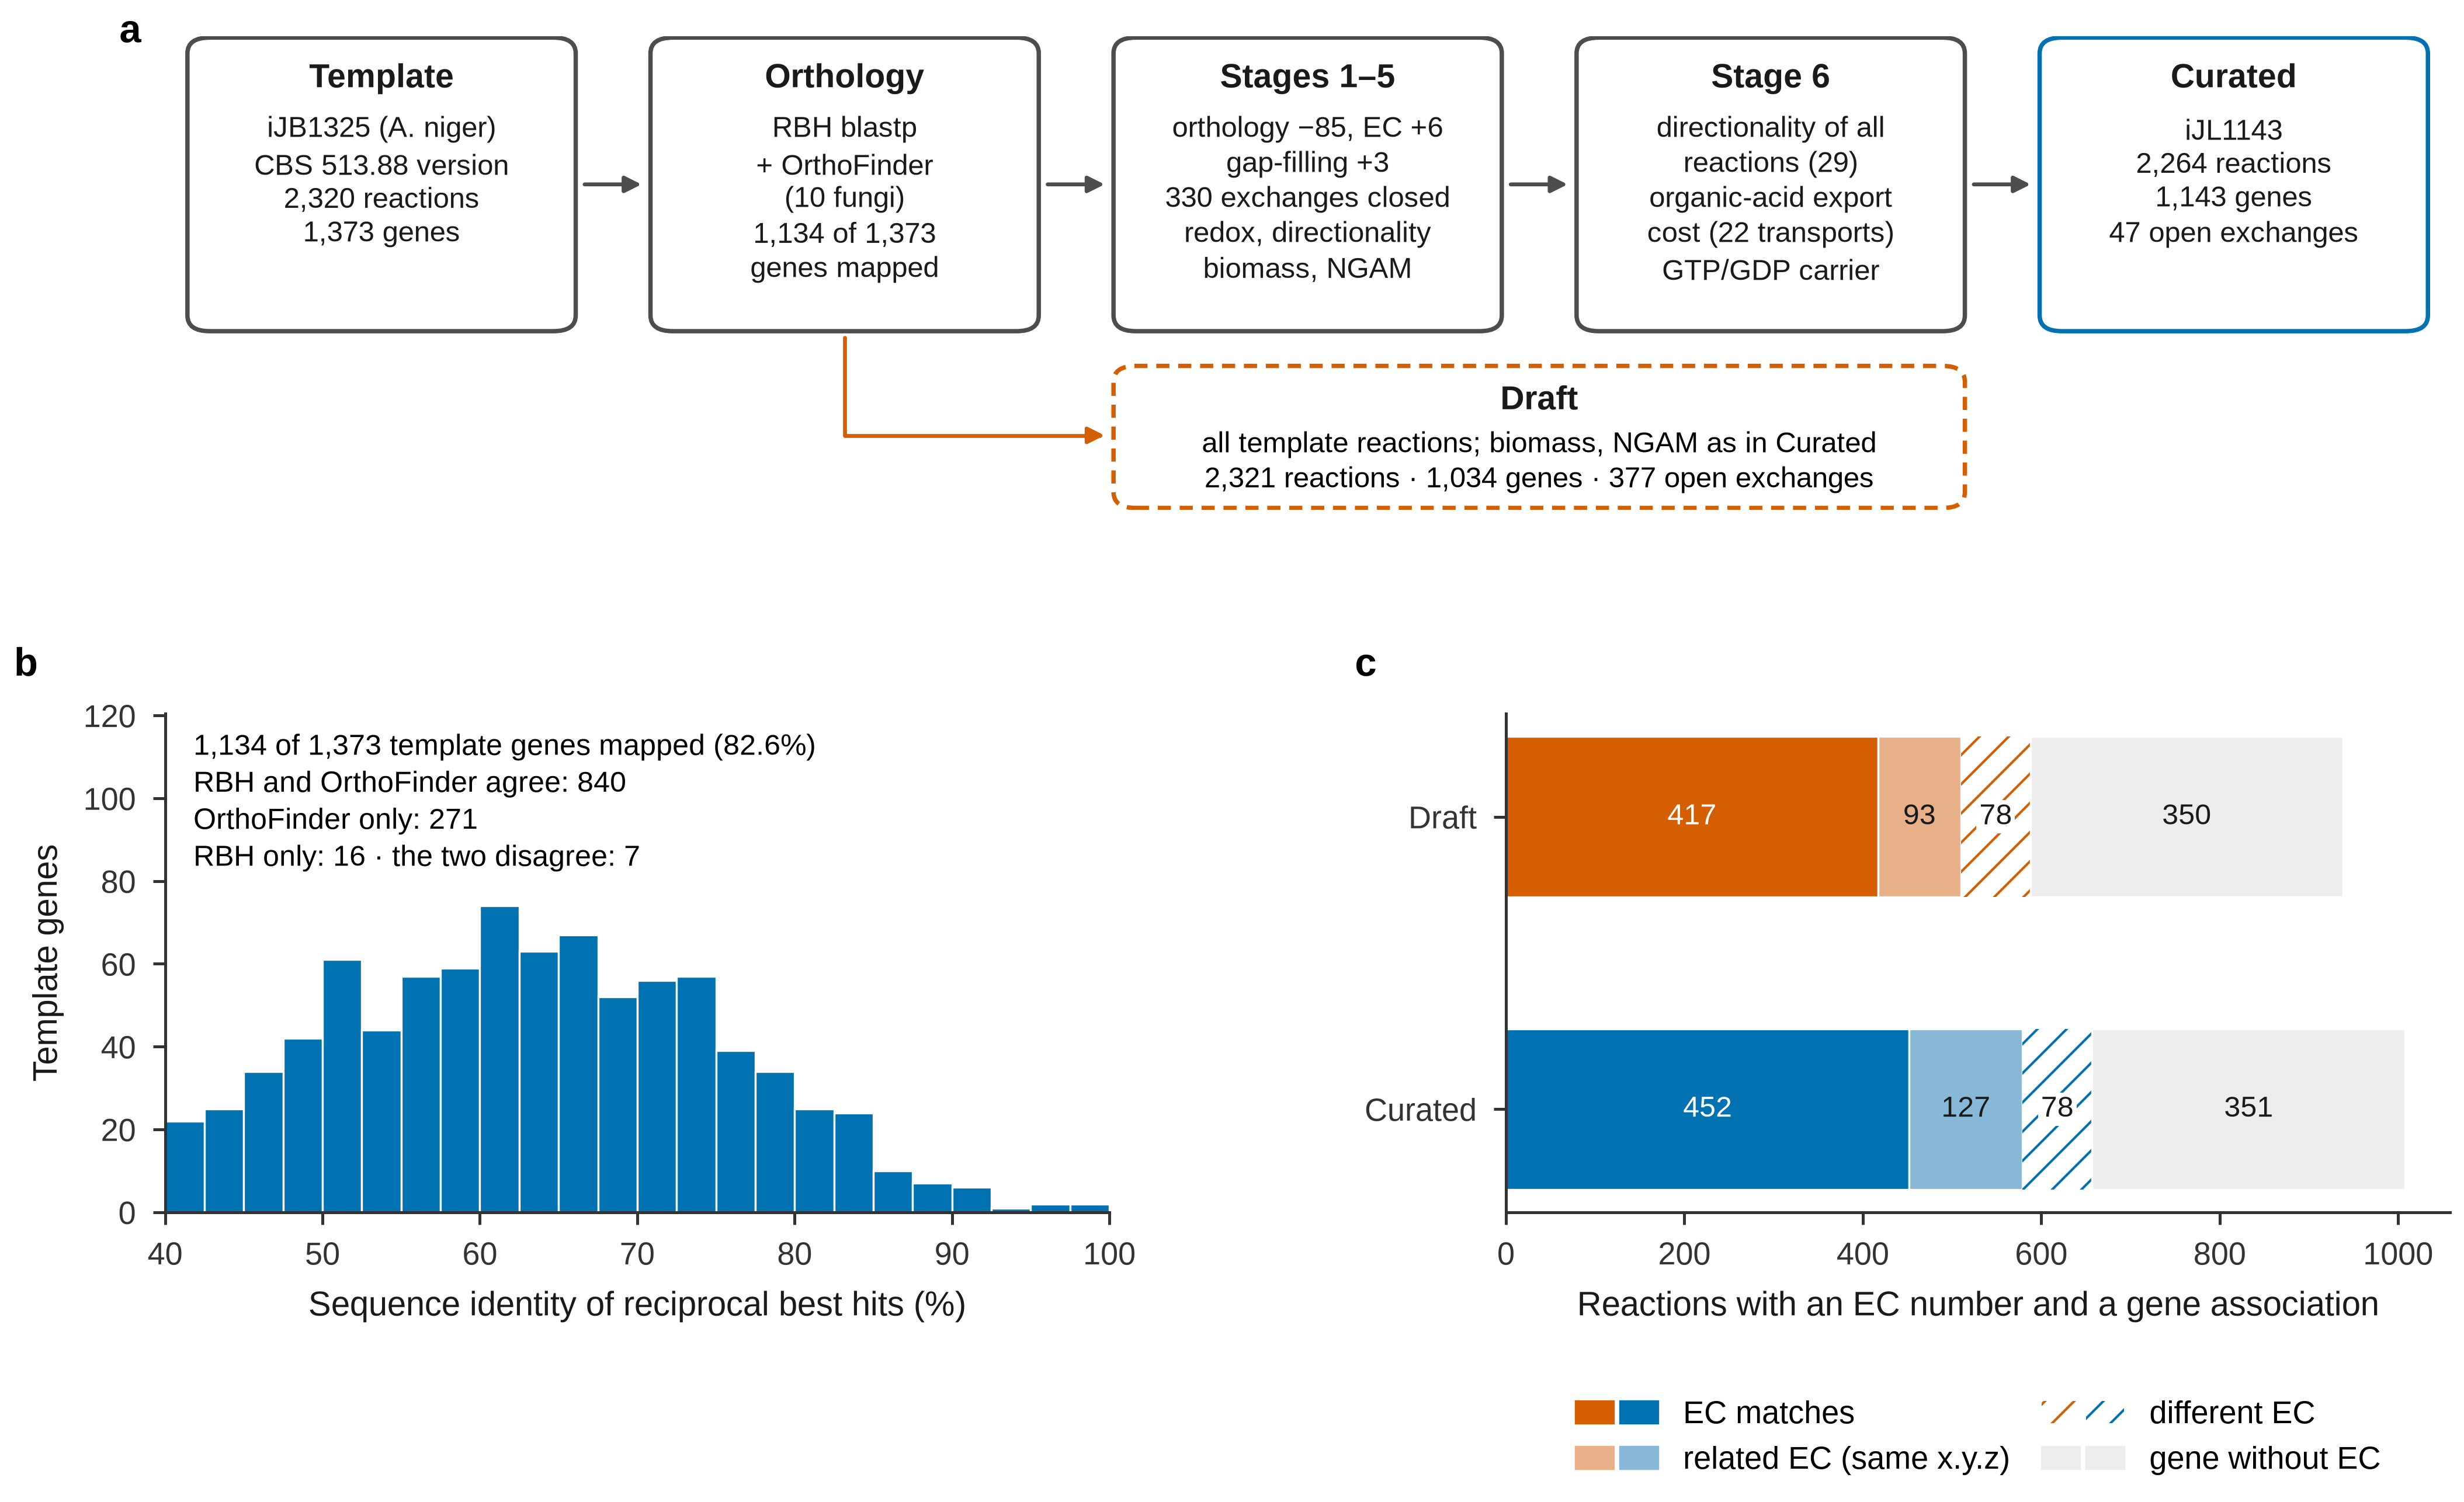 a
Template
iJB1325 (A. niger)
CBS 513.88 version
2,320 reactions
1,373 genes
Orthology
RBH blastp
+ OrthoFinder
(10 fungi)
1,134 of 1,373
genes mapped
Stages 1–5
orthology −85, EC +6
gap-filling +3
330 exchanges closed
redox, directionality
biomass, NGAM
Stage 6
directionality of all
reactions (29)
organic-acid export
cost (22 transports)
GTP/GDP carrier
Curated
iJL1143
2,264 reactions
1,143 genes
47 open exchanges
Draft
all template reactions; biomass, NGAM as in Curated
2,321 reactions · 1,034 genes · 377 open exchanges
b
1,134 of 1,373 template genes mapped (82.6%)
RBH and OrthoFinder agree: 840
OrthoFinder only: 271
RBH only: 16 · the two disagree: 7
Template genes
120
100
80
60
40
20
0
40 50 60 70 80 90 100
Sequence identity of reciprocal best hits (%)
c
Draft
417 93 78 350
Curated
452 127 78 351
0 200 400 600 800 1000
Reactions with an EC number and a gene association
EC matches
different EC
related EC (same x.y.z)
gene without EC